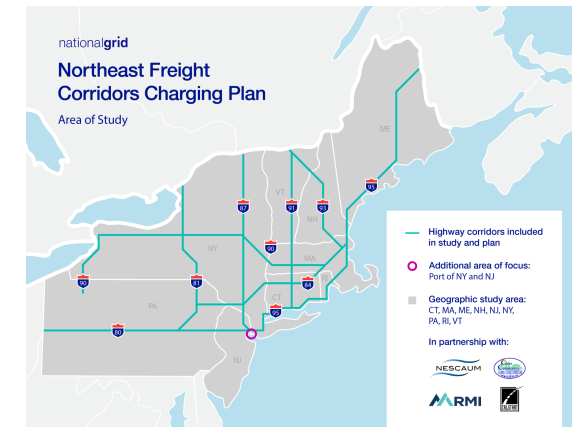 nationalgrid
Northeast Freight
Corridors Charging Plan
Area of Study
ME
95
87
91
93
VT
NH
NY
90
MA
90
81
84
RI
CT
95
PA
80
NJ
Highway corridors included
in study and plan
Additional area of focus:
Port of NY and NJ
Geographic study area:
CT, MA, ME, NH, NJ, NY,
PA, RI, VT
In partnership with:
NESCAUM
RMI
CALSTART